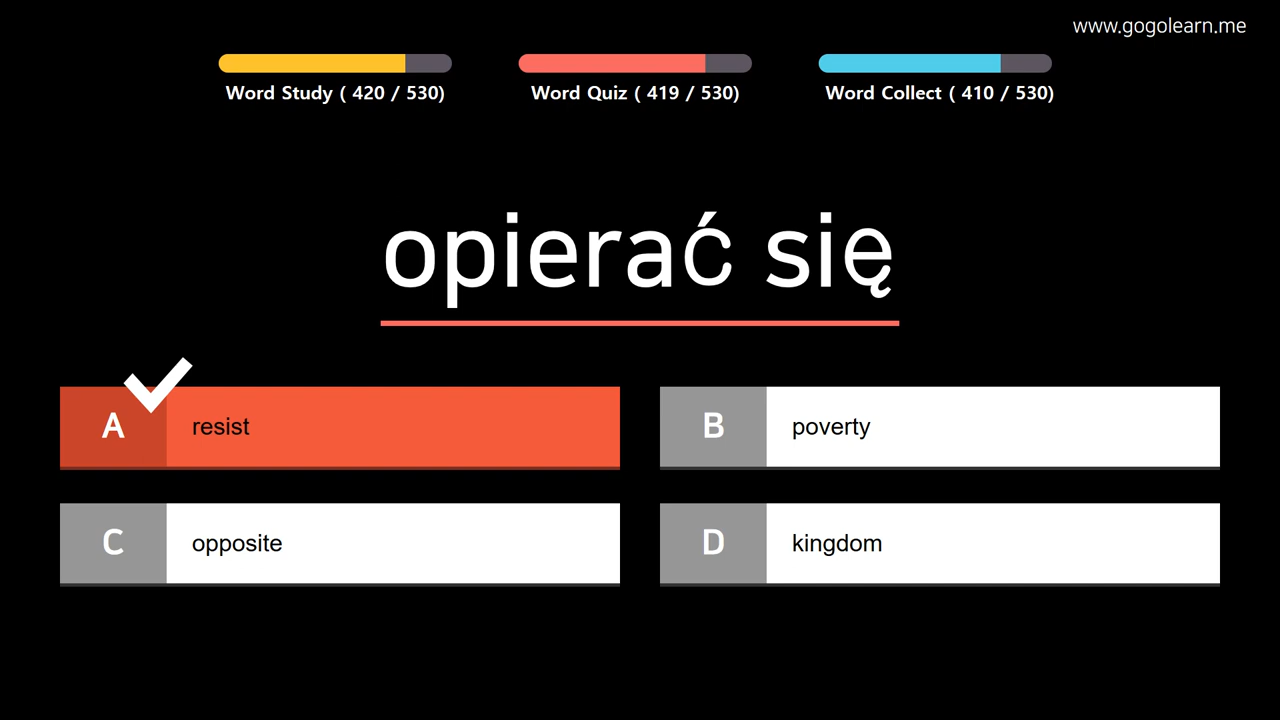 www.gogolearn.me
Word Study ( 420 / 530)
Word Quiz ( 419 / 530)
Word Collect ( 410 / 530)
opierać się
A resist
B poverty
C opposite
D kingdom